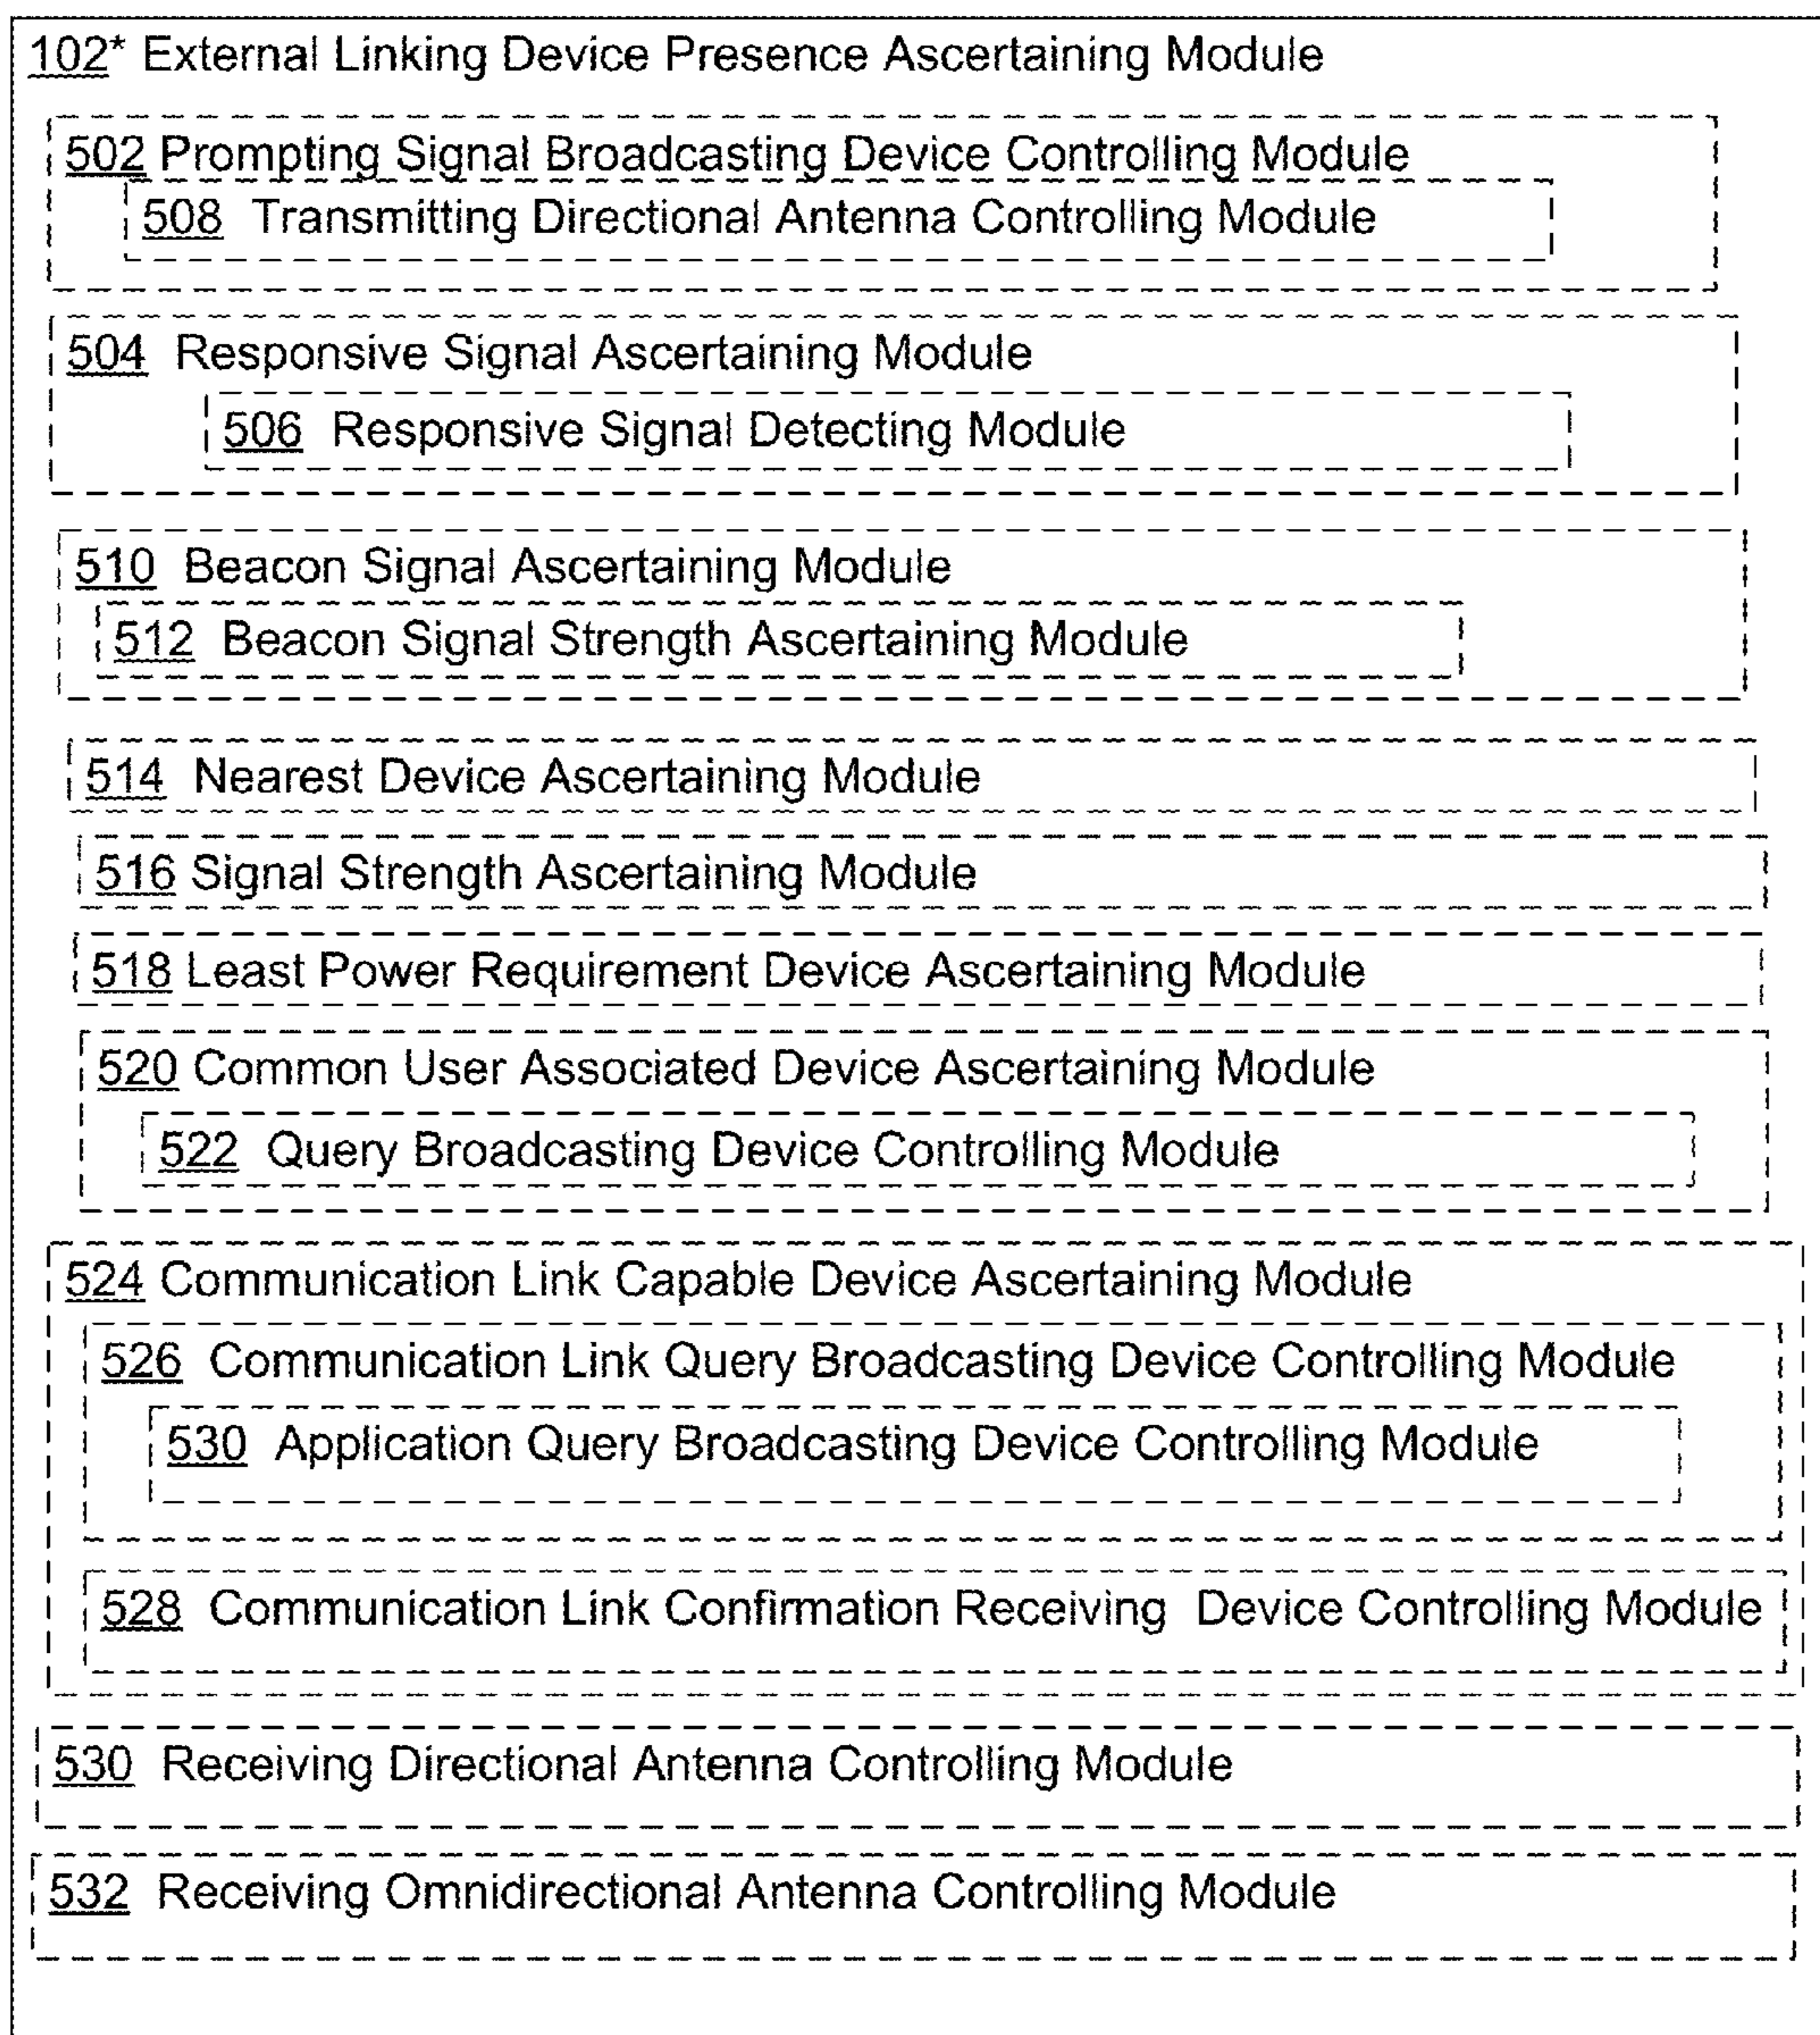 102* External Linking Device Presence Ascertaining Module
502 Prompting Signal Broadcasting Device Controlling Module
508 Transmitting Directional Antenna Controlling Module
504 Responsive Signal Ascertaining Module
506 Responsive Signal Detecting Module
510 Beacon Signal Ascertaining Module
512 Beacon Signal Strength Ascertaining Module
514 Nearest Device Ascertaining Module
516 Signal Strength Ascertaining Module
518 Least Power Requirement Device Ascertaining Module
520 Common User Associated Device Ascertaining Module
522 Query Broadcasting Device Controlling Module
524 Communication Link Capable Device Ascertaining Module
526 Communication Link Query Broadcasting Device Controlling Module
530 Application Query Broadcasting Device Controlling Module
528 Communication Link Confirmation Receiving Device Controlling Module
530 Receiving Directional Antenna Controlling Module
532 Receiving Omnidirectional Antenna Controlling Module